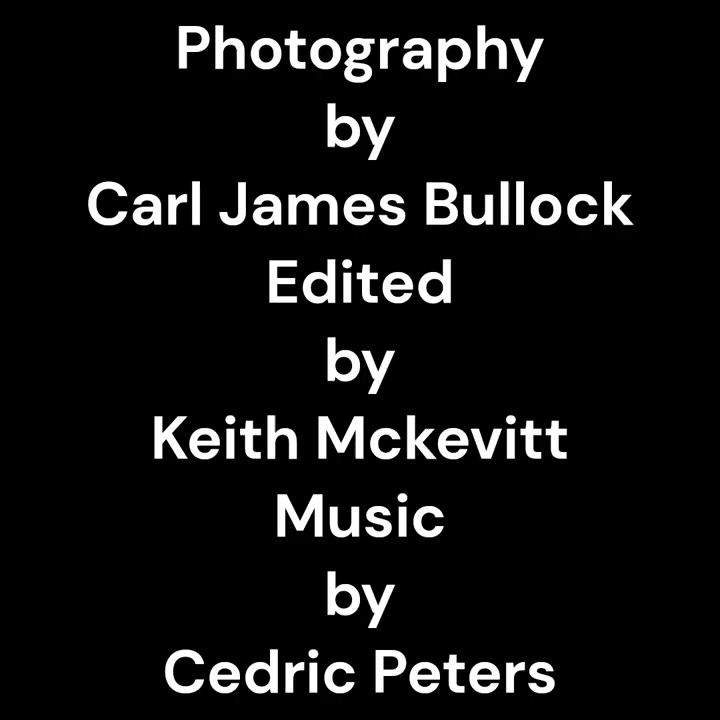 Photography
by
Carl James Bullock
Edited
by
Keith Mckevitt
Music
by
Cedric Peters